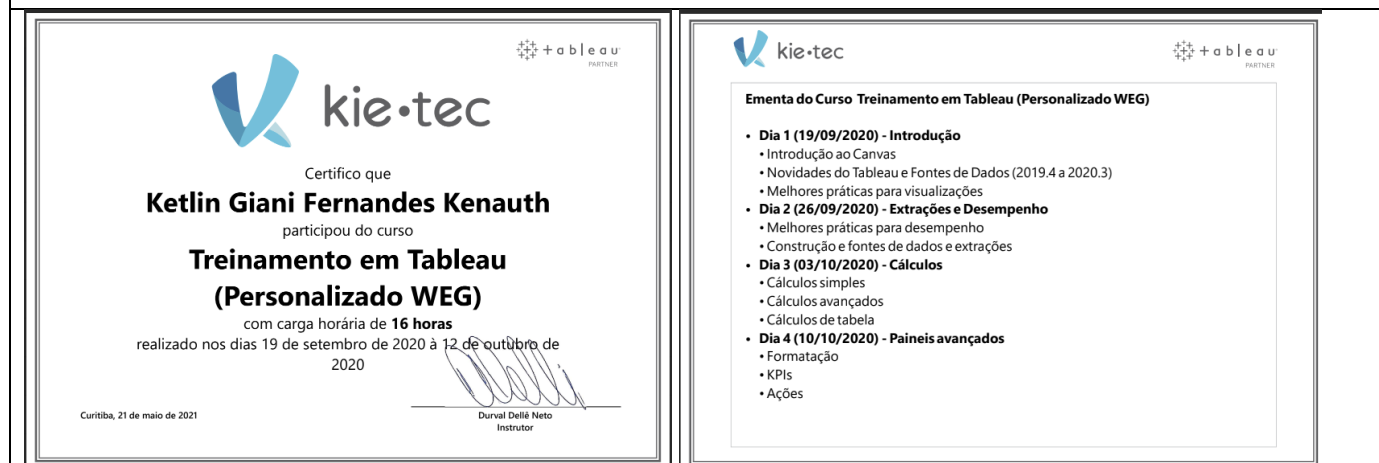 + a b l e a u
PARTNER
kie•tec
Certifico que
Ketlin Giani Fernandes Kenauth
participou do curso
Treinamento em Tableau
(Personalizado WEG)
com carga horária de 16 horas
realizado nos dias 19 de setembro de 2020 à 12 de outubro de
2020
Curitiba, 21 de maio de 2021
Durval Dellê Neto
Instrutor
kie•tec
+ a b l e a u
PARTNER
Ementa do Curso Treinamento em Tableau (Personalizado WEG)
• Dia 1 (19/09/2020) - Introdução
• Introdução ao Canvas
• Novidades do Tableau e Fontes de Dados (2019.4 a 2020.3)
• Melhores práticas para visualizações
• Dia 2 (26/09/2020) - Extrações e Desempenho
• Melhores práticas para desempenho
• Construção e fontes de dados e extrações
• Dia 3 (03/10/2020) - Cálculos
• Cálculos simples
• Cálculos avançados
• Cálculos de tabela
• Dia 4 (10/10/2020) - Paineis avançados
• Formatação
• KPIs
• Ações